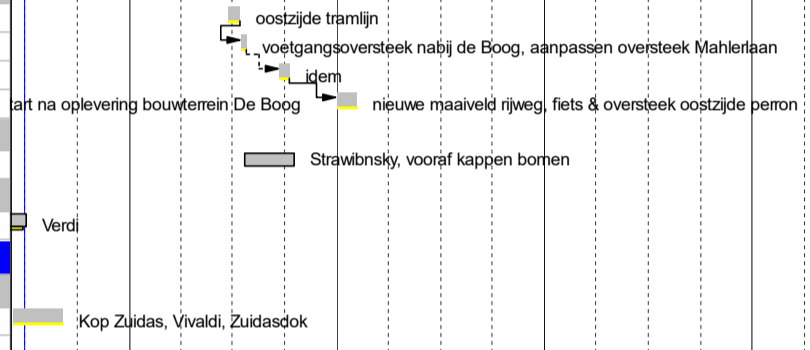 oostzijde tramlijn
voetgangsoversteek nabij de Boog, aanpassen oversteek Mahlerlaan
idem
tart na oplevering bouwterrein De Boog nieuwe maaiveld rijweg, fiets & oversteek oostzijde perron
Strawibnsky, vooraf kappen bomen
Verdi
Kop Zuidas, Vivaldi, Zuidasdok